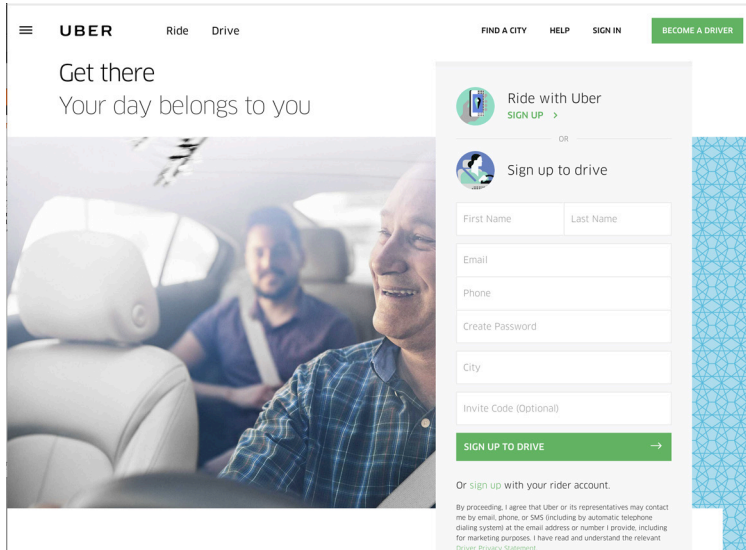 UBER
Ride
Drive
FIND A CITY
HELP
SIGN IN
BECOME A DRIVER
Get there
Your day belongs to you
Ride with Uber
SIGN UP >
OR
Sign up to drive
First Name
Last Name
Email
Phone
Create Password
City
Invite Code (Optional)
SIGN UP TO DRIVE →
Or sign up with your rider account.
By proceeding, I agree that Uber or its representatives may contact
me by email, phone, or SMS (including by automatic telephone
dialing system) at the email address or number I provide, including
for marketing purposes. I have read and understand the relevant
Driver Privacy Statement